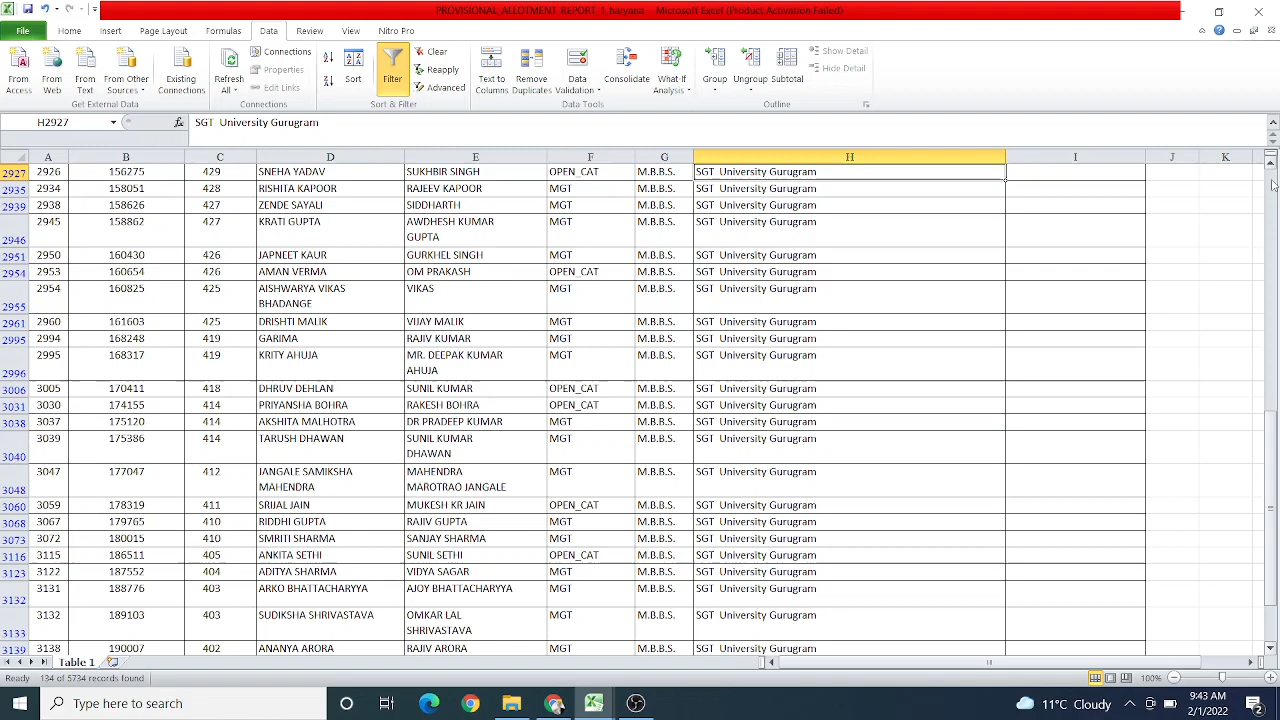 PROVISIONAL_ALLOTMENT_REPORT_1 haryana - Microsoft Excel (Product Activation Failed)
File Home Insert Page Layout Formulas Data Review View Nitro Pro
From Access From Web From Text From Other Sources Existing Connections Refresh All Connections Properties Edit Links Sort Filter Clear Reapply Advanced Text to Columns Remove Duplicates Data Validation Consolidate What-If Analysis Group Ungroup Subtotal Show Detail Hide Detail
Get External Data Connections Sort & Filter Data Tools Outline
H2927 fx SGT University Gurugram
A B C D E F G H I J K
2927 2926 156275 429 SNEHA YADAV SUKHBIR SINGH OPEN_CAT M.B.B.S. SGT University Gurugram
2935 2934 158051 428 RISHITA KAPOOR RAJEEV KAPOOR MGT M.B.B.S. SGT University Gurugram
2939 2938 158626 427 ZENDE SAYALI SIDDHARTH MGT M.B.B.S. SGT University Gurugram
2945 158862 427 KRATI GUPTA AWDHESH KUMAR MGT M.B.B.S. SGT University Gurugram
2946 GUPTA
2951 2950 160430 426 JAPNEET KAUR GURKHEL SINGH MGT M.B.B.S. SGT University Gurugram
2954 2953 160654 426 AMAN VERMA OM PRAKASH OPEN_CAT M.B.B.S. SGT University Gurugram
2954 160825 425 AISHWARYA VIKAS VIKAS MGT M.B.B.S. SGT University Gurugram
2955 BHADANGE
2961 2960 161603 425 DRISHTI MALIK VIJAY MALIK MGT M.B.B.S. SGT University Gurugram
2995 2994 168248 419 GARIMA RAJIV KUMAR MGT M.B.B.S. SGT University Gurugram
2995 168317 419 KRITY AHUJA MR. DEEPAK KUMAR MGT M.B.B.S. SGT University Gurugram
2996 AHUJA
3006 3005 170411 418 DHRUV DEHLAN SUNIL KUMAR OPEN_CAT M.B.B.S. SGT University Gurugram
3031 3030 174155 414 PRIYANSHA BOHRA RAKESH BOHRA OPEN_CAT M.B.B.S. SGT University Gurugram
3038 3037 175120 414 AKSHITA MALHOTRA DR PRADEEP KUMAR MGT M.B.B.S. SGT University Gurugram
3039 175386 414 TARUSH DHAWAN SUNIL KUMAR MGT M.B.B.S. SGT University Gurugram
3040 DHAWAN
3047 177047 412 JANGALE SAMIKSHA MAHENDRA MGT M.B.B.S. SGT University Gurugram
3048 MAHENDRA MAROTRAO JANGALE
3060 3059 178319 411 SRIJAL JAIN MUKESH KR JAIN OPEN_CAT M.B.B.S. SGT University Gurugram
3068 3067 179765 410 RIDDHI GUPTA RAJIV GUPTA MGT M.B.B.S. SGT University Gurugram
3073 3072 180015 410 SMRITI SHARMA SANJAY SHARMA MGT M.B.B.S. SGT University Gurugram
3116 3115 186511 405 ANKITA SETHI SUNIL SETHI OPEN_CAT M.B.B.S. SGT University Gurugram
3123 3122 187552 404 ADITYA SHARMA VIDYA SAGAR MGT M.B.B.S. SGT University Gurugram
3132 3131 188776 403 ARKO BHATTACHARYYA AJOY BHATTACHARYYA MGT M.B.B.S. SGT University Gurugram
3132 189103 403 SUDIKSHA SHRIVASTAVA OMKAR LAL MGT M.B.B.S. SGT University Gurugram
3133 SHRIVASTAVA
3139 3138 190007 402 ANANYA ARORA RAJIV ARORA MGT M.B.B.S. SGT University Gurugram
Table 1
Ready 134 of 5734 records found 100%
Type here to search 11°C Cloudy 9:43 AM
2/1/2022 2